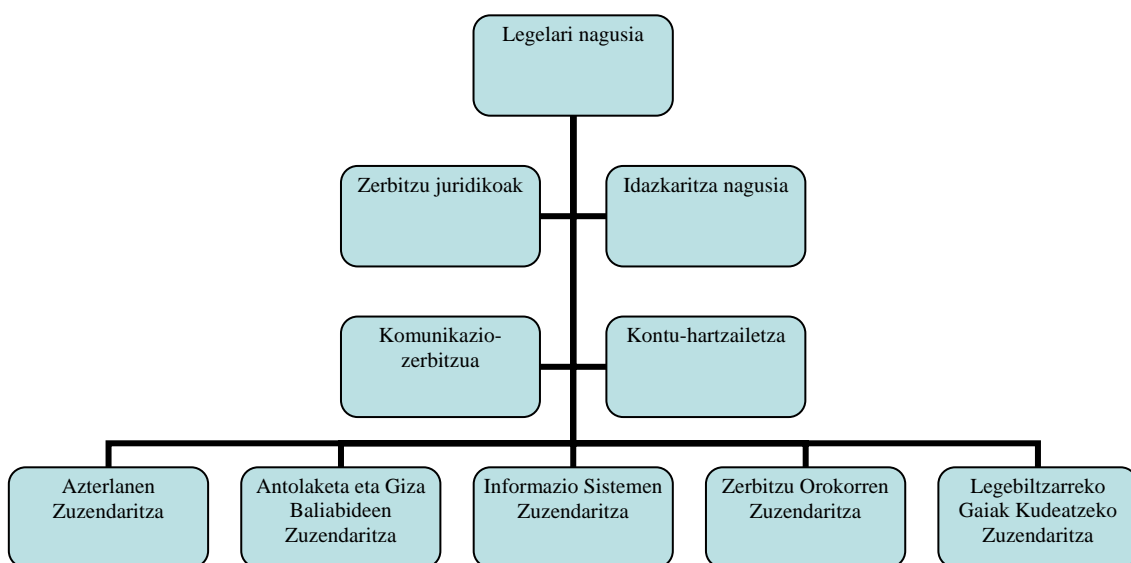 Legelari nagusia
Zerbitzu juridikoak
Idazkaritza nagusia
Komunikazio-
zerbitzua
Kontu-hartzailetza
Azterlanen
Zuzendaritza
Antolaketa eta Giza
Baliabideen
Zuzendaritza
Informazio Sistemen
Zuzendaritza
Zerbitzu Orokorren
Zuzendaritza
Legebiltzarreko
Gaiak Kudeatzeko
Zuzendaritza